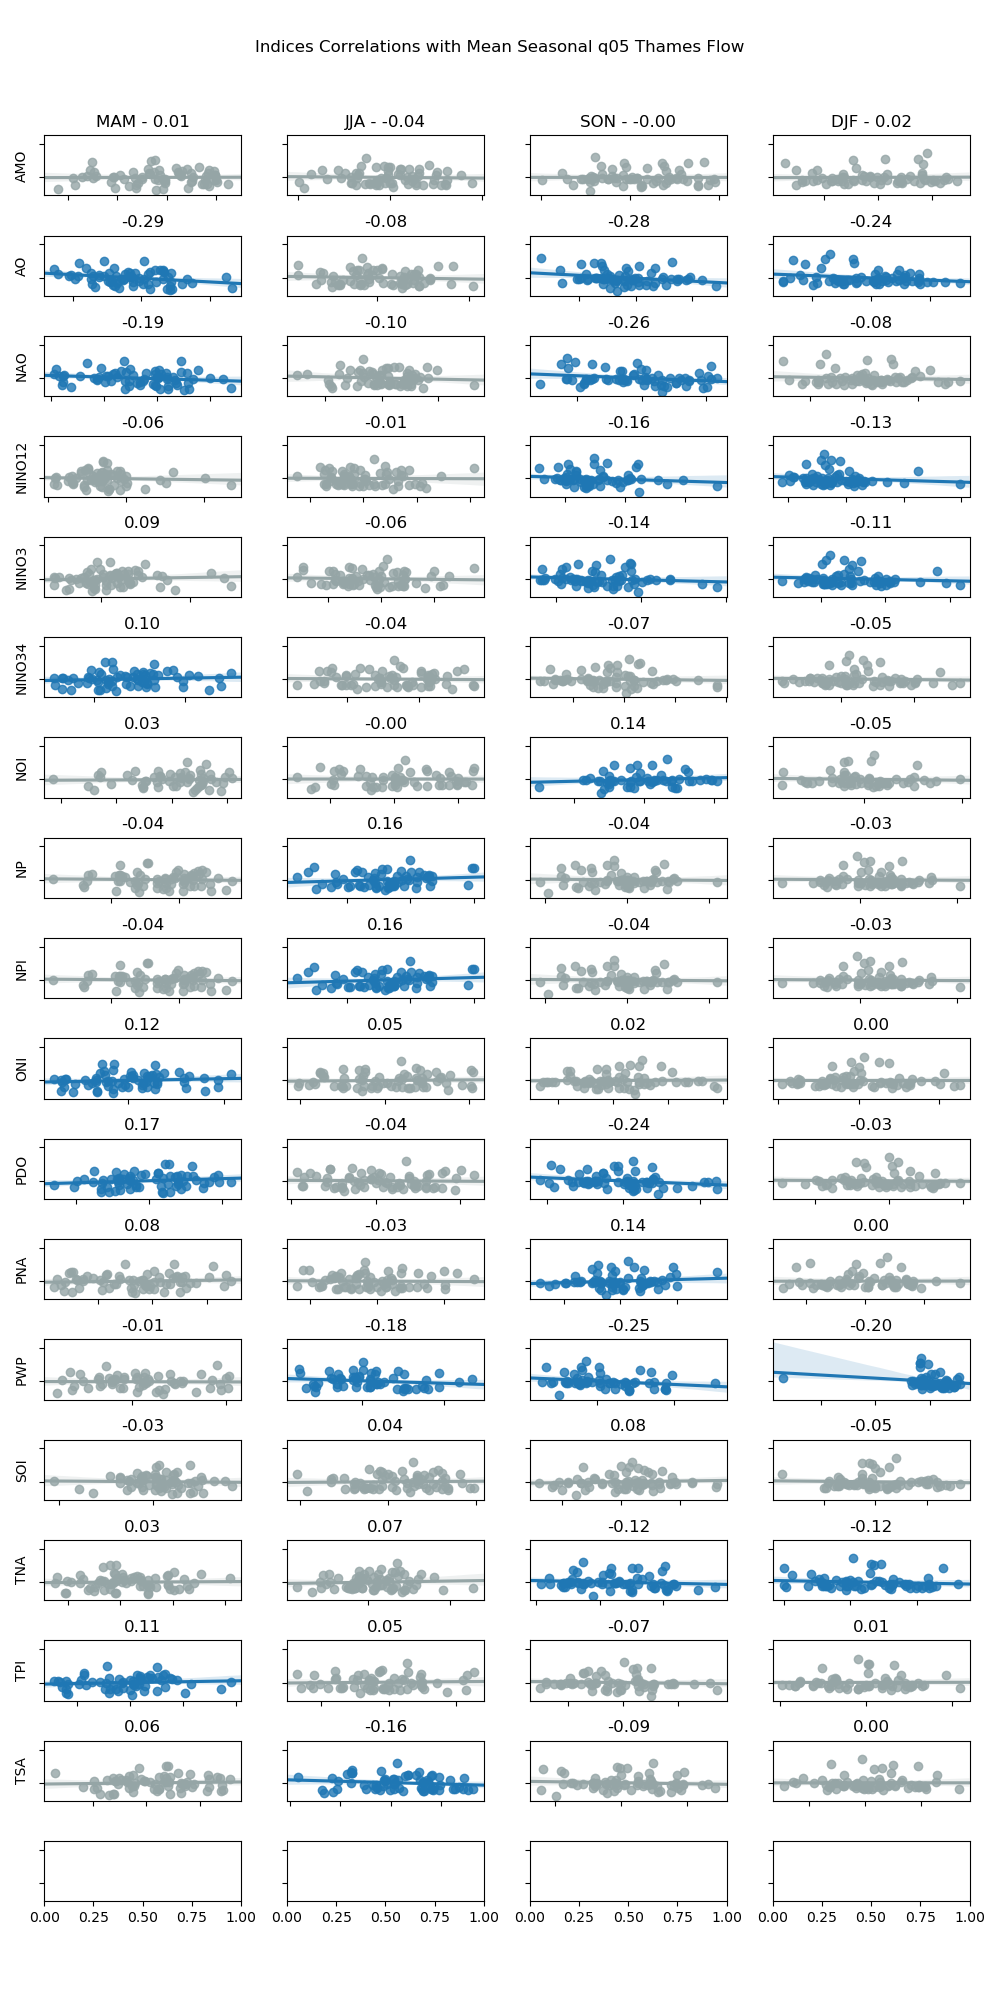 Indices Correlations with Mean Seasonal q05 Thames Flow
MAM - 0.01 JJA - -0.04 SON - -0.00 DJF - 0.02
AMO
-0.29 -0.08 -0.28 -0.24
AO
-0.19 -0.10 -0.26 -0.08
NAO
-0.06 -0.01 -0.16 -0.13
NINO12
0.09 -0.06 -0.14 -0.11
NINO3
0.10 -0.04 -0.07 -0.05
NINO34
0.03 -0.00 0.14 -0.05
NOI
-0.04 0.16 -0.04 -0.03
NP
-0.04 0.16 -0.04 -0.03
NPI
0.12 0.05 0.02 0.00
ONI
0.17 -0.04 -0.24 -0.03
PDO
0.08 -0.03 0.14 0.00
PNA
-0.01 -0.18 -0.25 -0.20
PWP
-0.03 0.04 0.08 -0.05
SOI
0.03 0.07 -0.12 -0.12
TNA
0.11 0.05 -0.07 0.01
TPI
0.06 -0.16 -0.09 0.00
TSA
0.00 0.25 0.50 0.75 1.00 0.00 0.25 0.50 0.75 1.00 0.00 0.25 0.50 0.75 1.00 0.00 0.25 0.50 0.75 1.00